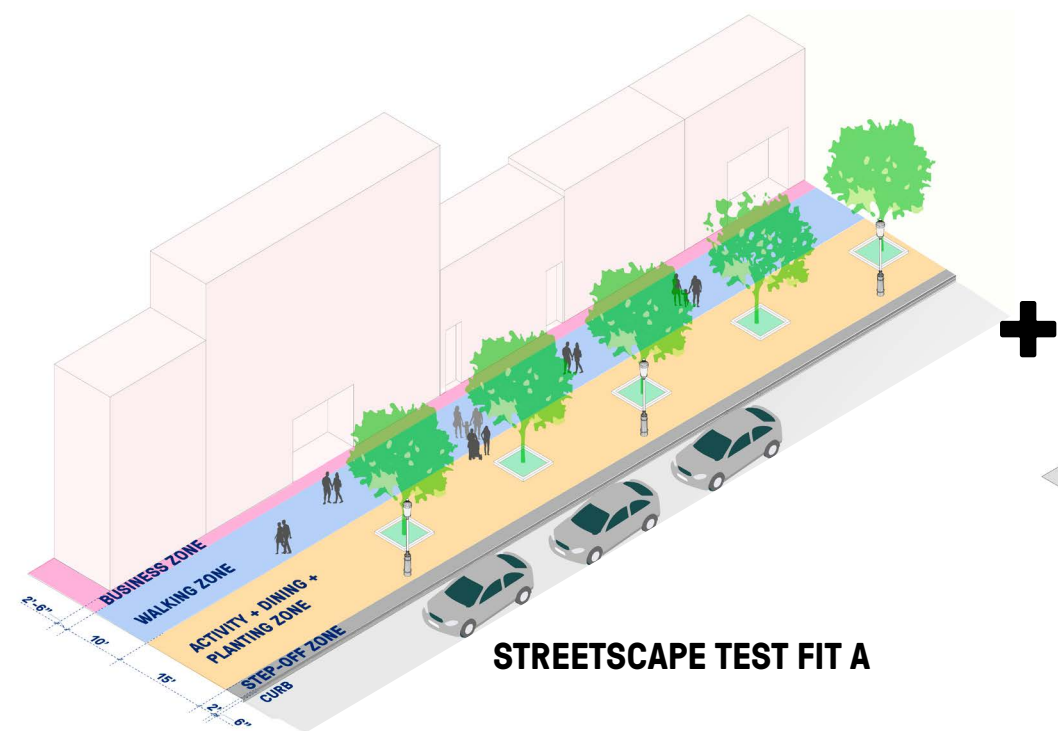 BUSINESS ZONE
WALKING ZONE
ACTIVITY + DINING +
PLANTING ZONE
STEP-OFF ZONE
CURB
2'-6"
10'
15'
2'
6"
STREETSCAPE TEST FIT A
+